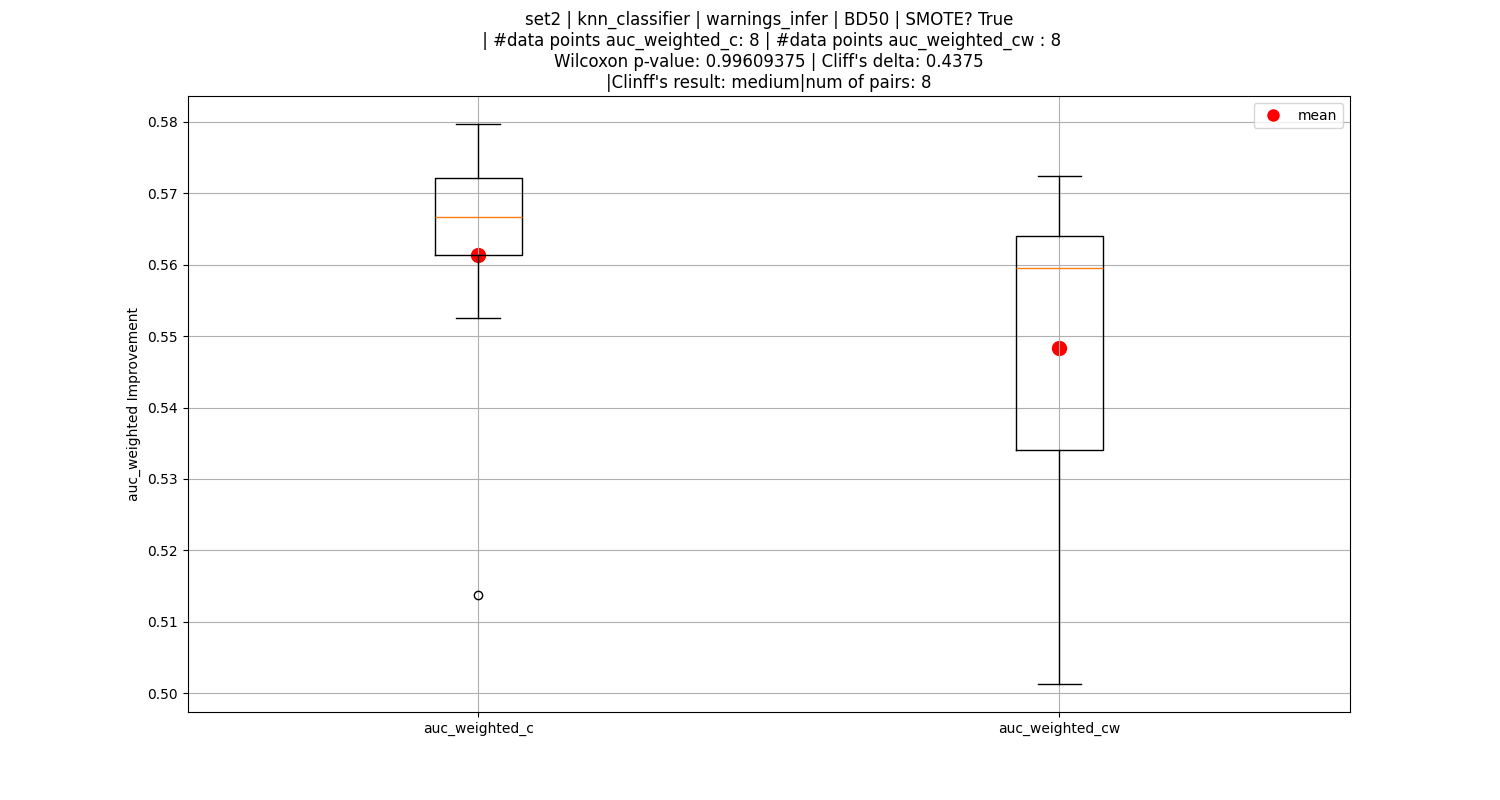 set2 | knn_classifier | warnings_infer | BD50 | SMOTE? True
| #data points auc_weighted_c: 8 | #data points auc_weighted_cw : 8
Wilcoxon p-value: 0.99609375 | Cliff's delta: 0.4375
|Clinff's result: medium|num of pairs: 8
mean
0.58
0.57
0.56
0.55
0.54
0.53
0.52
0.51
0.50
auc_weighted Improvement
auc_weighted_c
auc_weighted_cw